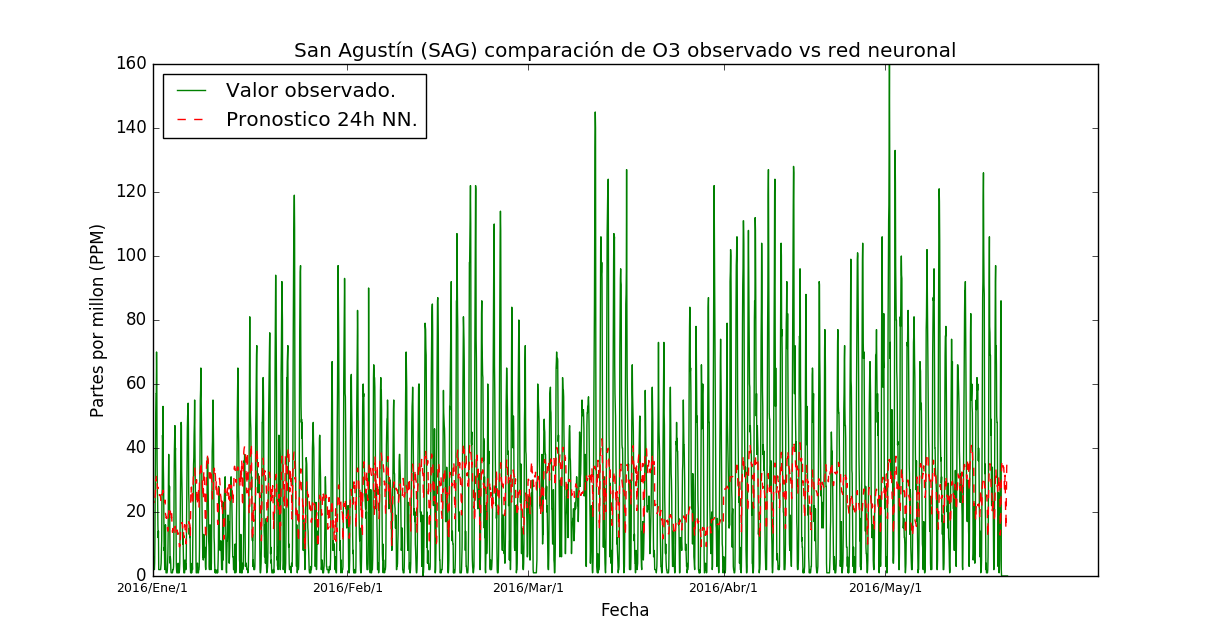 San Agustín (SAG) comparación de O3 observado vs red neuronal
Valor observado.
Pronostico 24h NN.
Partes por millon (PPM)
160
140
120
100
80
60
40
20
0
2016/Ene/1
2016/Feb/1
2016/Mar/1
2016/Abr/1
2016/May/1
Fecha